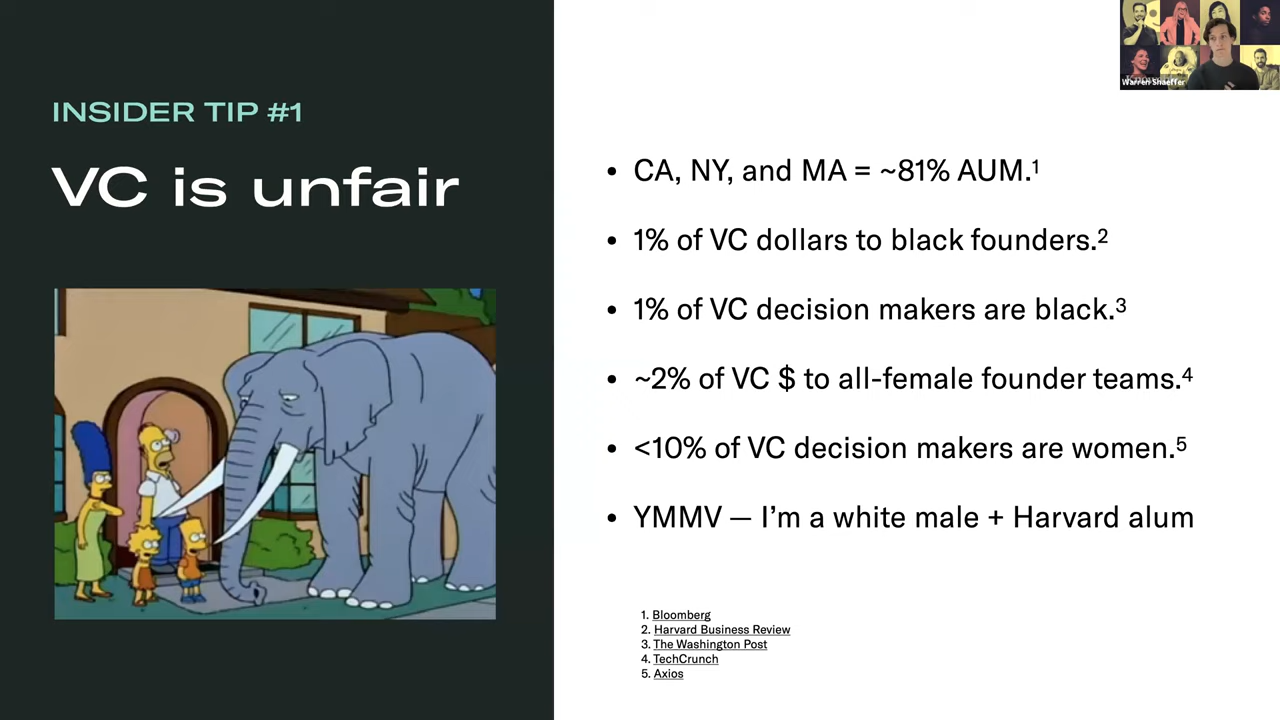 Warren Shaeffer
INSIDER TIP #1
VC is unfair
• CA, NY, and MA = ~81% AUM.¹
• 1% of VC dollars to black founders.²
• 1% of VC decision makers are black.³
• ~2% of VC $ to all-female founder teams.⁴
• <10% of VC decision makers are women.⁵
• YMMV — I’m a white male + Harvard alum
1. Bloomberg
2. Harvard Business Review
3. The Washington Post
4. TechCrunch
5. Axios